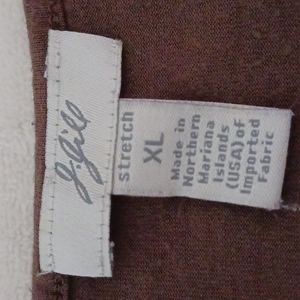 J.Jill
stretch
XL
Made in
Northern
Mariana
Islands
(USA) of
Imported
Fabric